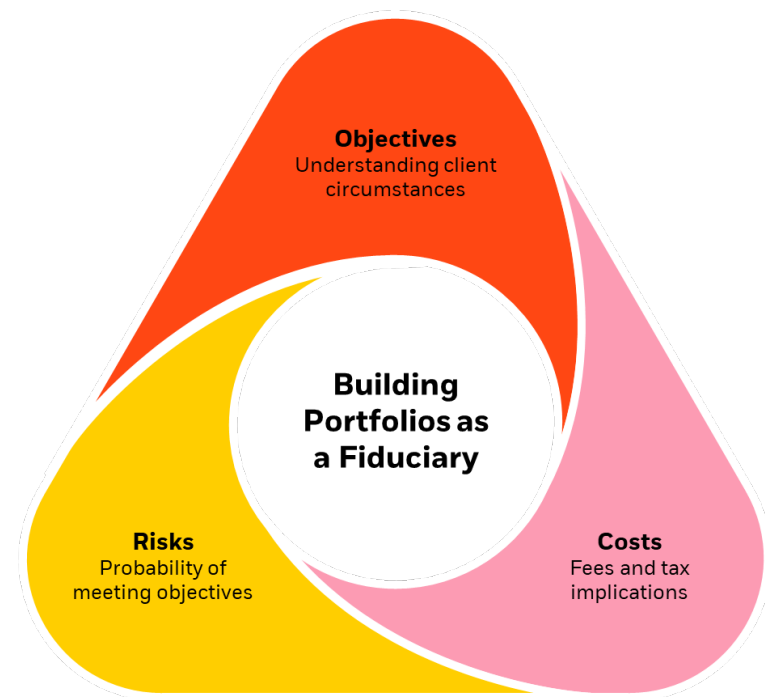 Objectives
Understanding client
circumstances
Building
Portfolios as
a Fiduciary
Risks
Probability of
meeting objectives
Costs
Fees and tax
implications